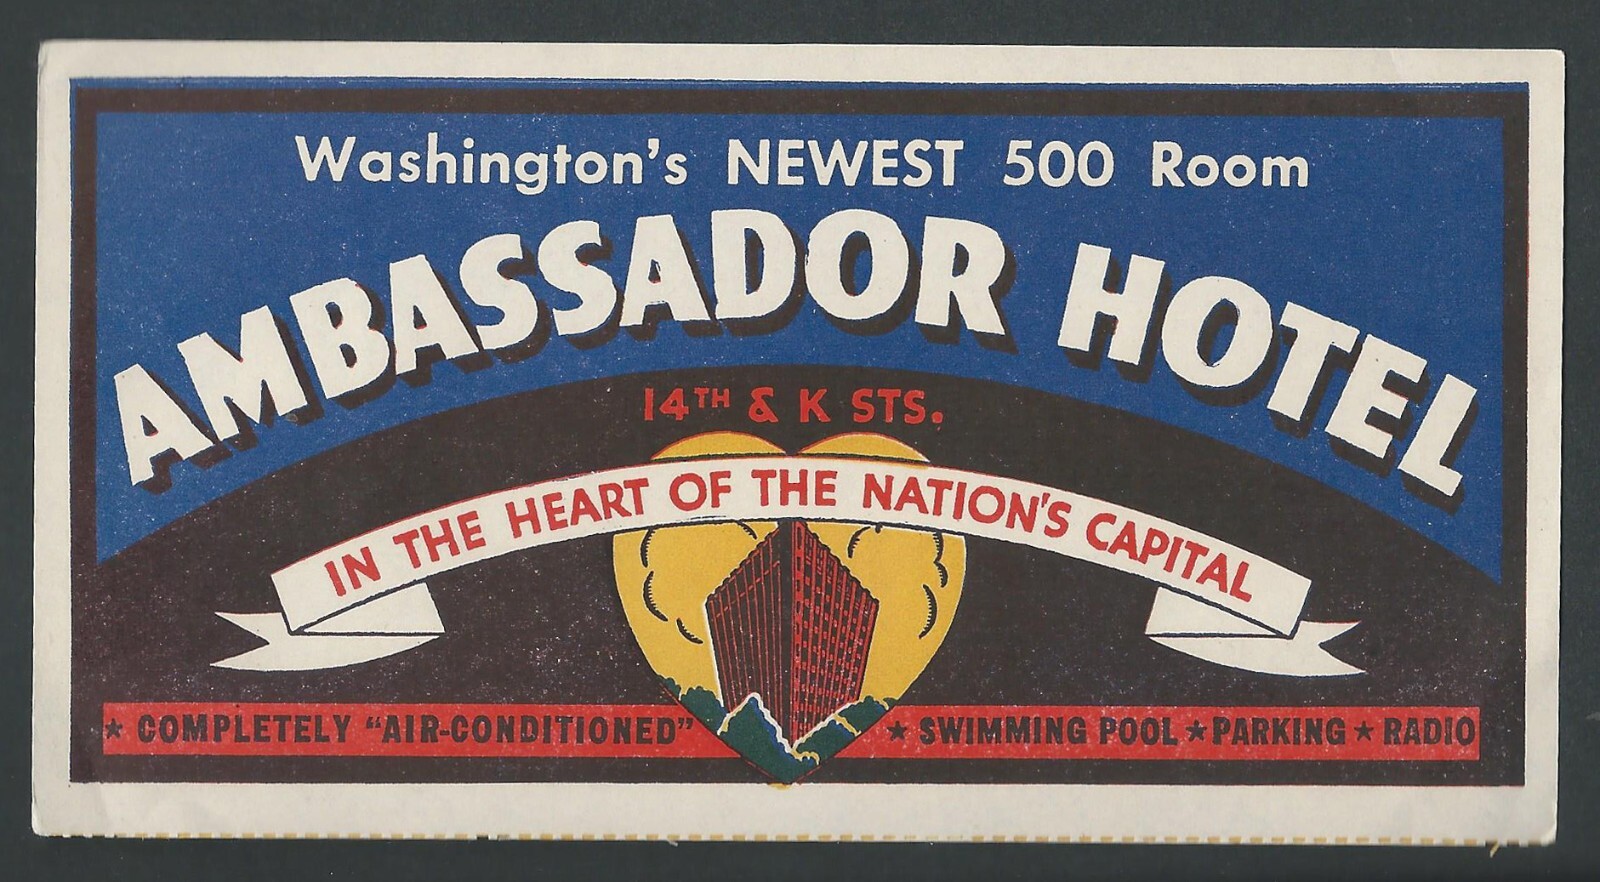 Washington's NEWEST 500 Room
AMBASSADOR HOTEL
14TH & K STS.
IN THE HEART OF THE NATION'S CAPITAL
★ COMPLETELY "AIR-CONDITIONED" ★ SWIMMING POOL ★ PARKING ★ RADIO